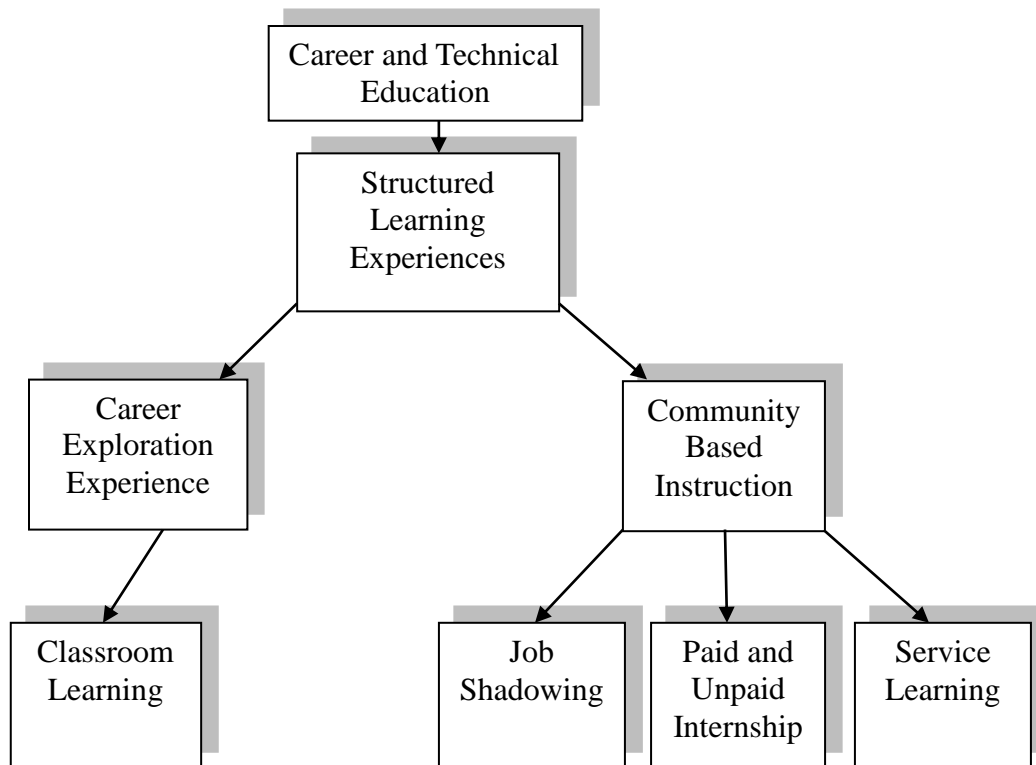 Career and Technical
Education
Structured
Learning
Experiences
Career
Exploration
Experience
Community
Based
Instruction
Classroom
Learning
Job
Shadowing
Paid and
Unpaid
Internship
Service
Learning